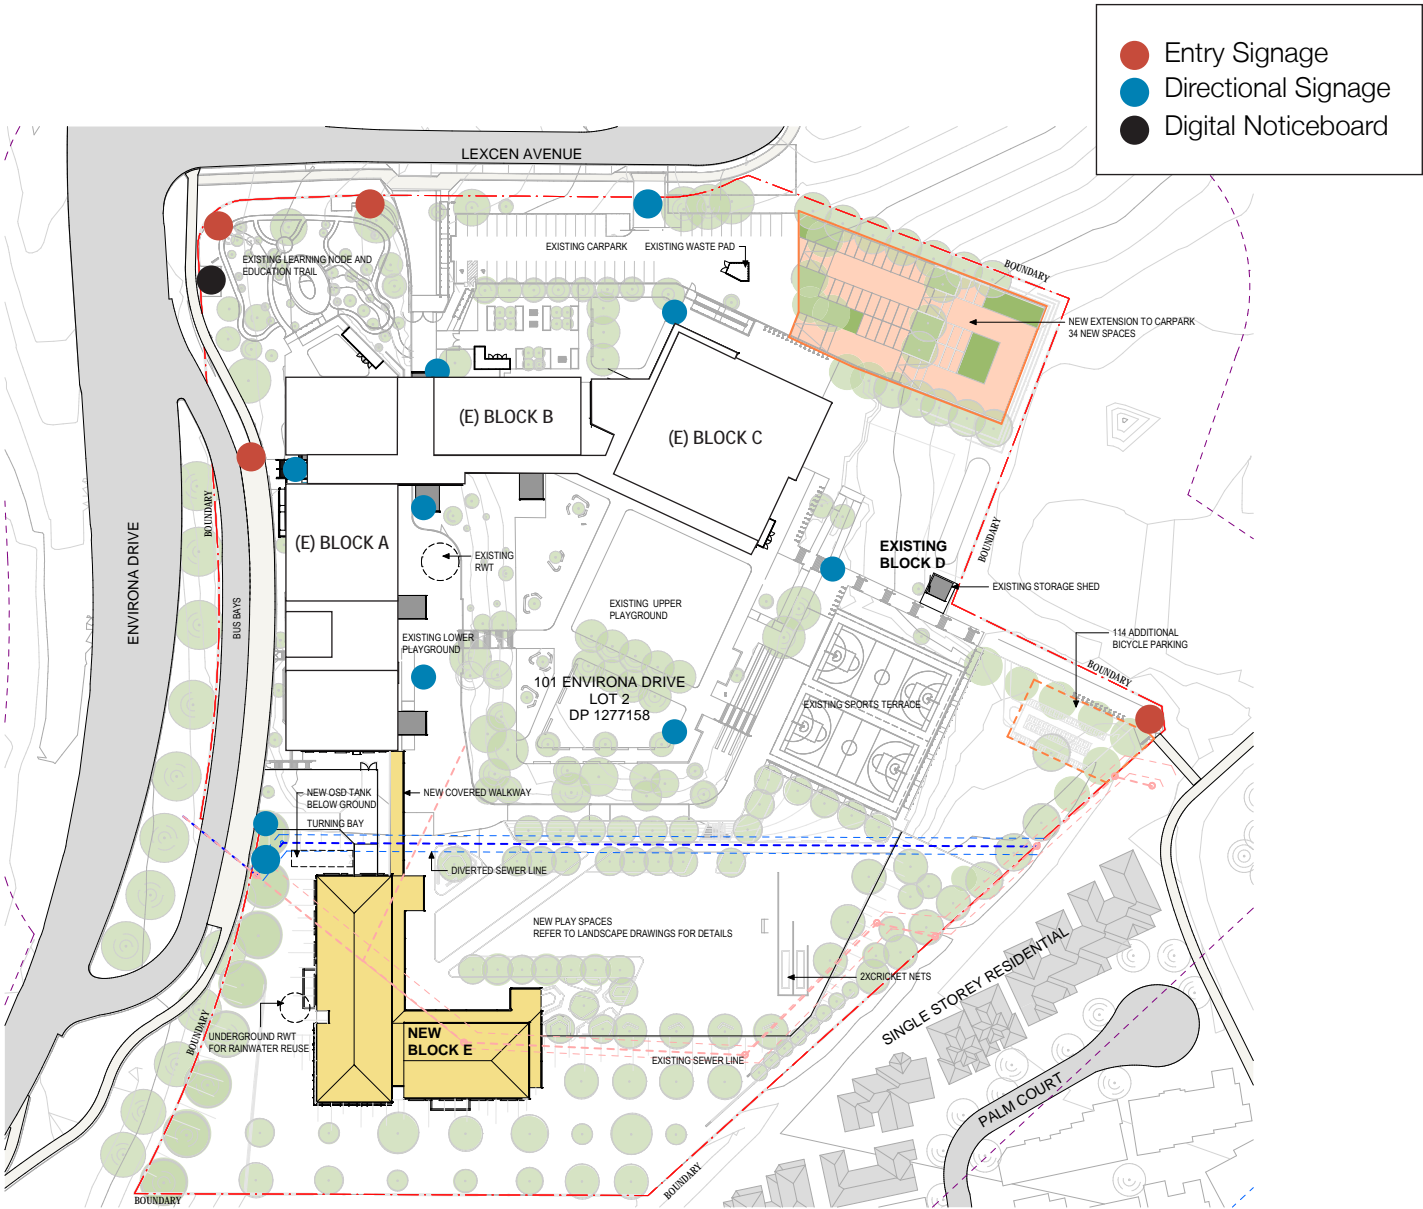 Entry Signage
Directional Signage
Digital Noticeboard
LEXCEN AVENUE
EXISTING CARPARK
EXISTING WASTE PAD
EXISTING LEARNING NODE AND
EDUCATION TRAIL
BOUNDARY
NEW EXTENSION TO CARPARK
34 NEW SPACES
(E) BLOCK B
(E) BLOCK C
BOUNDARY
ENVIRONA DRIVE
(E) BLOCK A
EXISTING
RWT
EXISTING
BLOCK D
BOUNDARY
EXISTING STORAGE SHED
BUS BAYS
EXISTING UPPER
PLAYGROUND
EXISTING LOWER
PLAYGROUND
114 ADDITIONAL
BICYCLE PARKING
BOUNDARY
101 ENVIRONA DRIVE
LOT 2
DP 1277158
EXISTING SPORTS TERRACE
NEW OSD TANK
BELOW GROUND
NEW COVERED WALKWAY
TURNING BAY
DIVERTED SEWER LINE
NEW PLAY SPACES
REFER TO LANDSCAPE DRAWINGS FOR DETAILS
2XCRICKET NETS
SINGLE STOREY RESIDENTIAL
BOUNDARY
UNDERGROUND RWT
FOR RAINWATER REUSE
NEW
BLOCK E
EXISTING SEWER LINE
PALM COURT
BOUNDARY
BOUNDARY